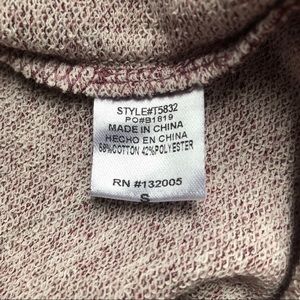 STYLE#T5832
PO#B1819
MADE IN CHINA
HECHO EN CHINA
58%COTTON 42%POLYESTER
RN #132005
S